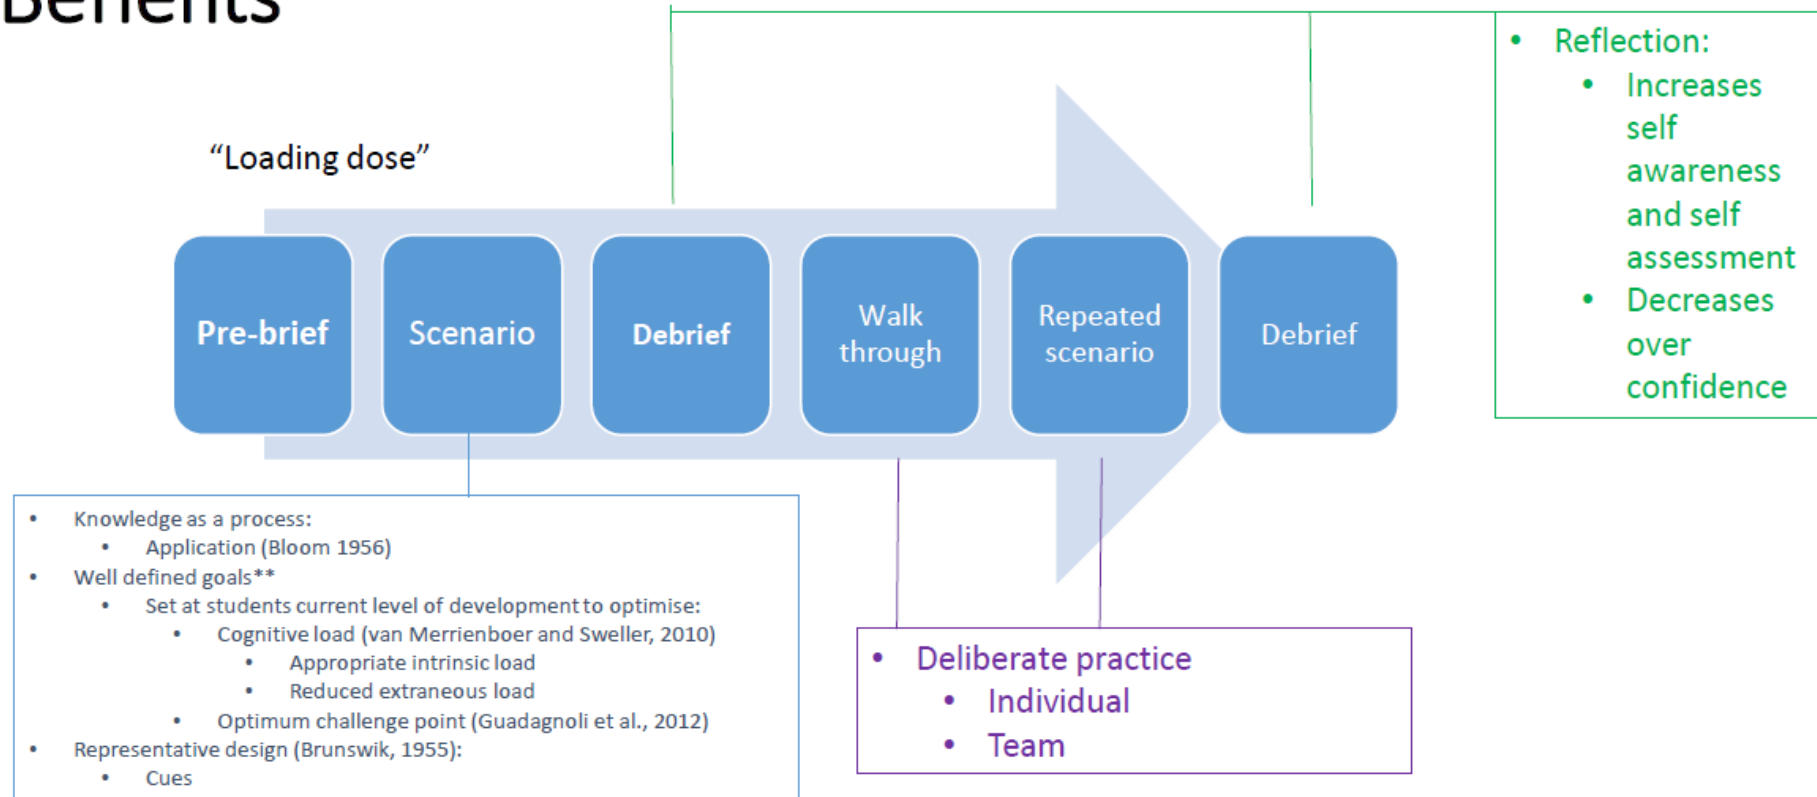 Benefits
“Loading dose”
Pre-brief
Scenario
Debrief
Walk
through
Repeated
scenario
Debrief
• Reflection:
• Increases
self
awareness
and self
assessment
• Decreases
over
confidence
• Knowledge as a process:
• Application (Bloom 1956)
• Well defined goals**
• Set at students current level of development to optimise:
• Cognitive load (van Merrienboer and Sweller, 2010)
• Appropriate intrinsic load
• Reduced extraneous load
• Optimum challenge point (Guadagnoli et al., 2012)
• Representative design (Brunswik, 1955):
• Cues
• Deliberate practice
• Individual
• Team